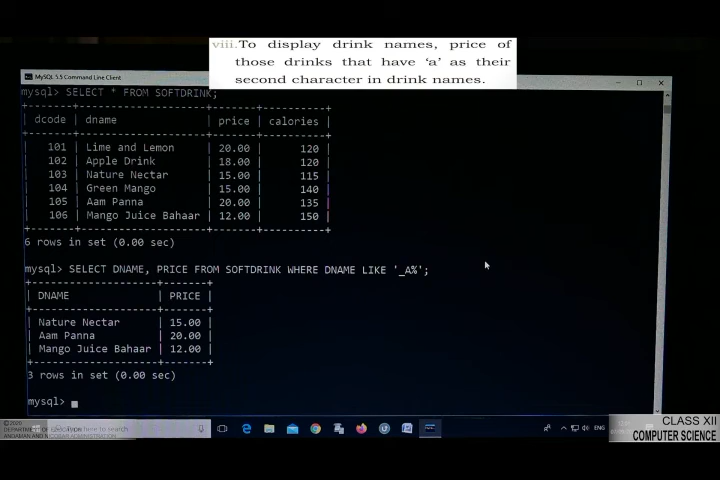 viii.To display drink names, price of
those drinks that have ‘a’ as their
second character in drink names.
MySQL 5.5 Command Line Client
mysql> SELECT * FROM SOFTDRINK;
+-------+--------------------+-------+----------+
| dcode | dname | price | calories |
+-------+--------------------+-------+----------+
| 101 | Lime and Lemon | 20.00 | 120 |
| 102 | Apple Drink | 18.00 | 120 |
| 103 | Nature Nectar | 15.00 | 115 |
| 104 | Green Mango | 15.00 | 140 |
| 105 | Aam Panna | 20.00 | 135 |
| 106 | Mango Juice Bahaar | 12.00 | 150 |
+-------+--------------------+-------+----------+
6 rows in set (0.00 sec)
mysql> SELECT DNAME, PRICE FROM SOFTDRINK WHERE DNAME LIKE '_A%';
+--------------------+-------+
| DNAME | PRICE |
+--------------------+-------+
| Nature Nectar | 15.00 |
| Aam Panna | 20.00 |
| Mango Juice Bahaar | 12.00 |
+--------------------+-------+
3 rows in set (0.00 sec)
mysql>
©2020
DEPARTMENT OF
ANDAMAN AND
here to search
ENG
CLASS XII
COMPUTER SCIENCE